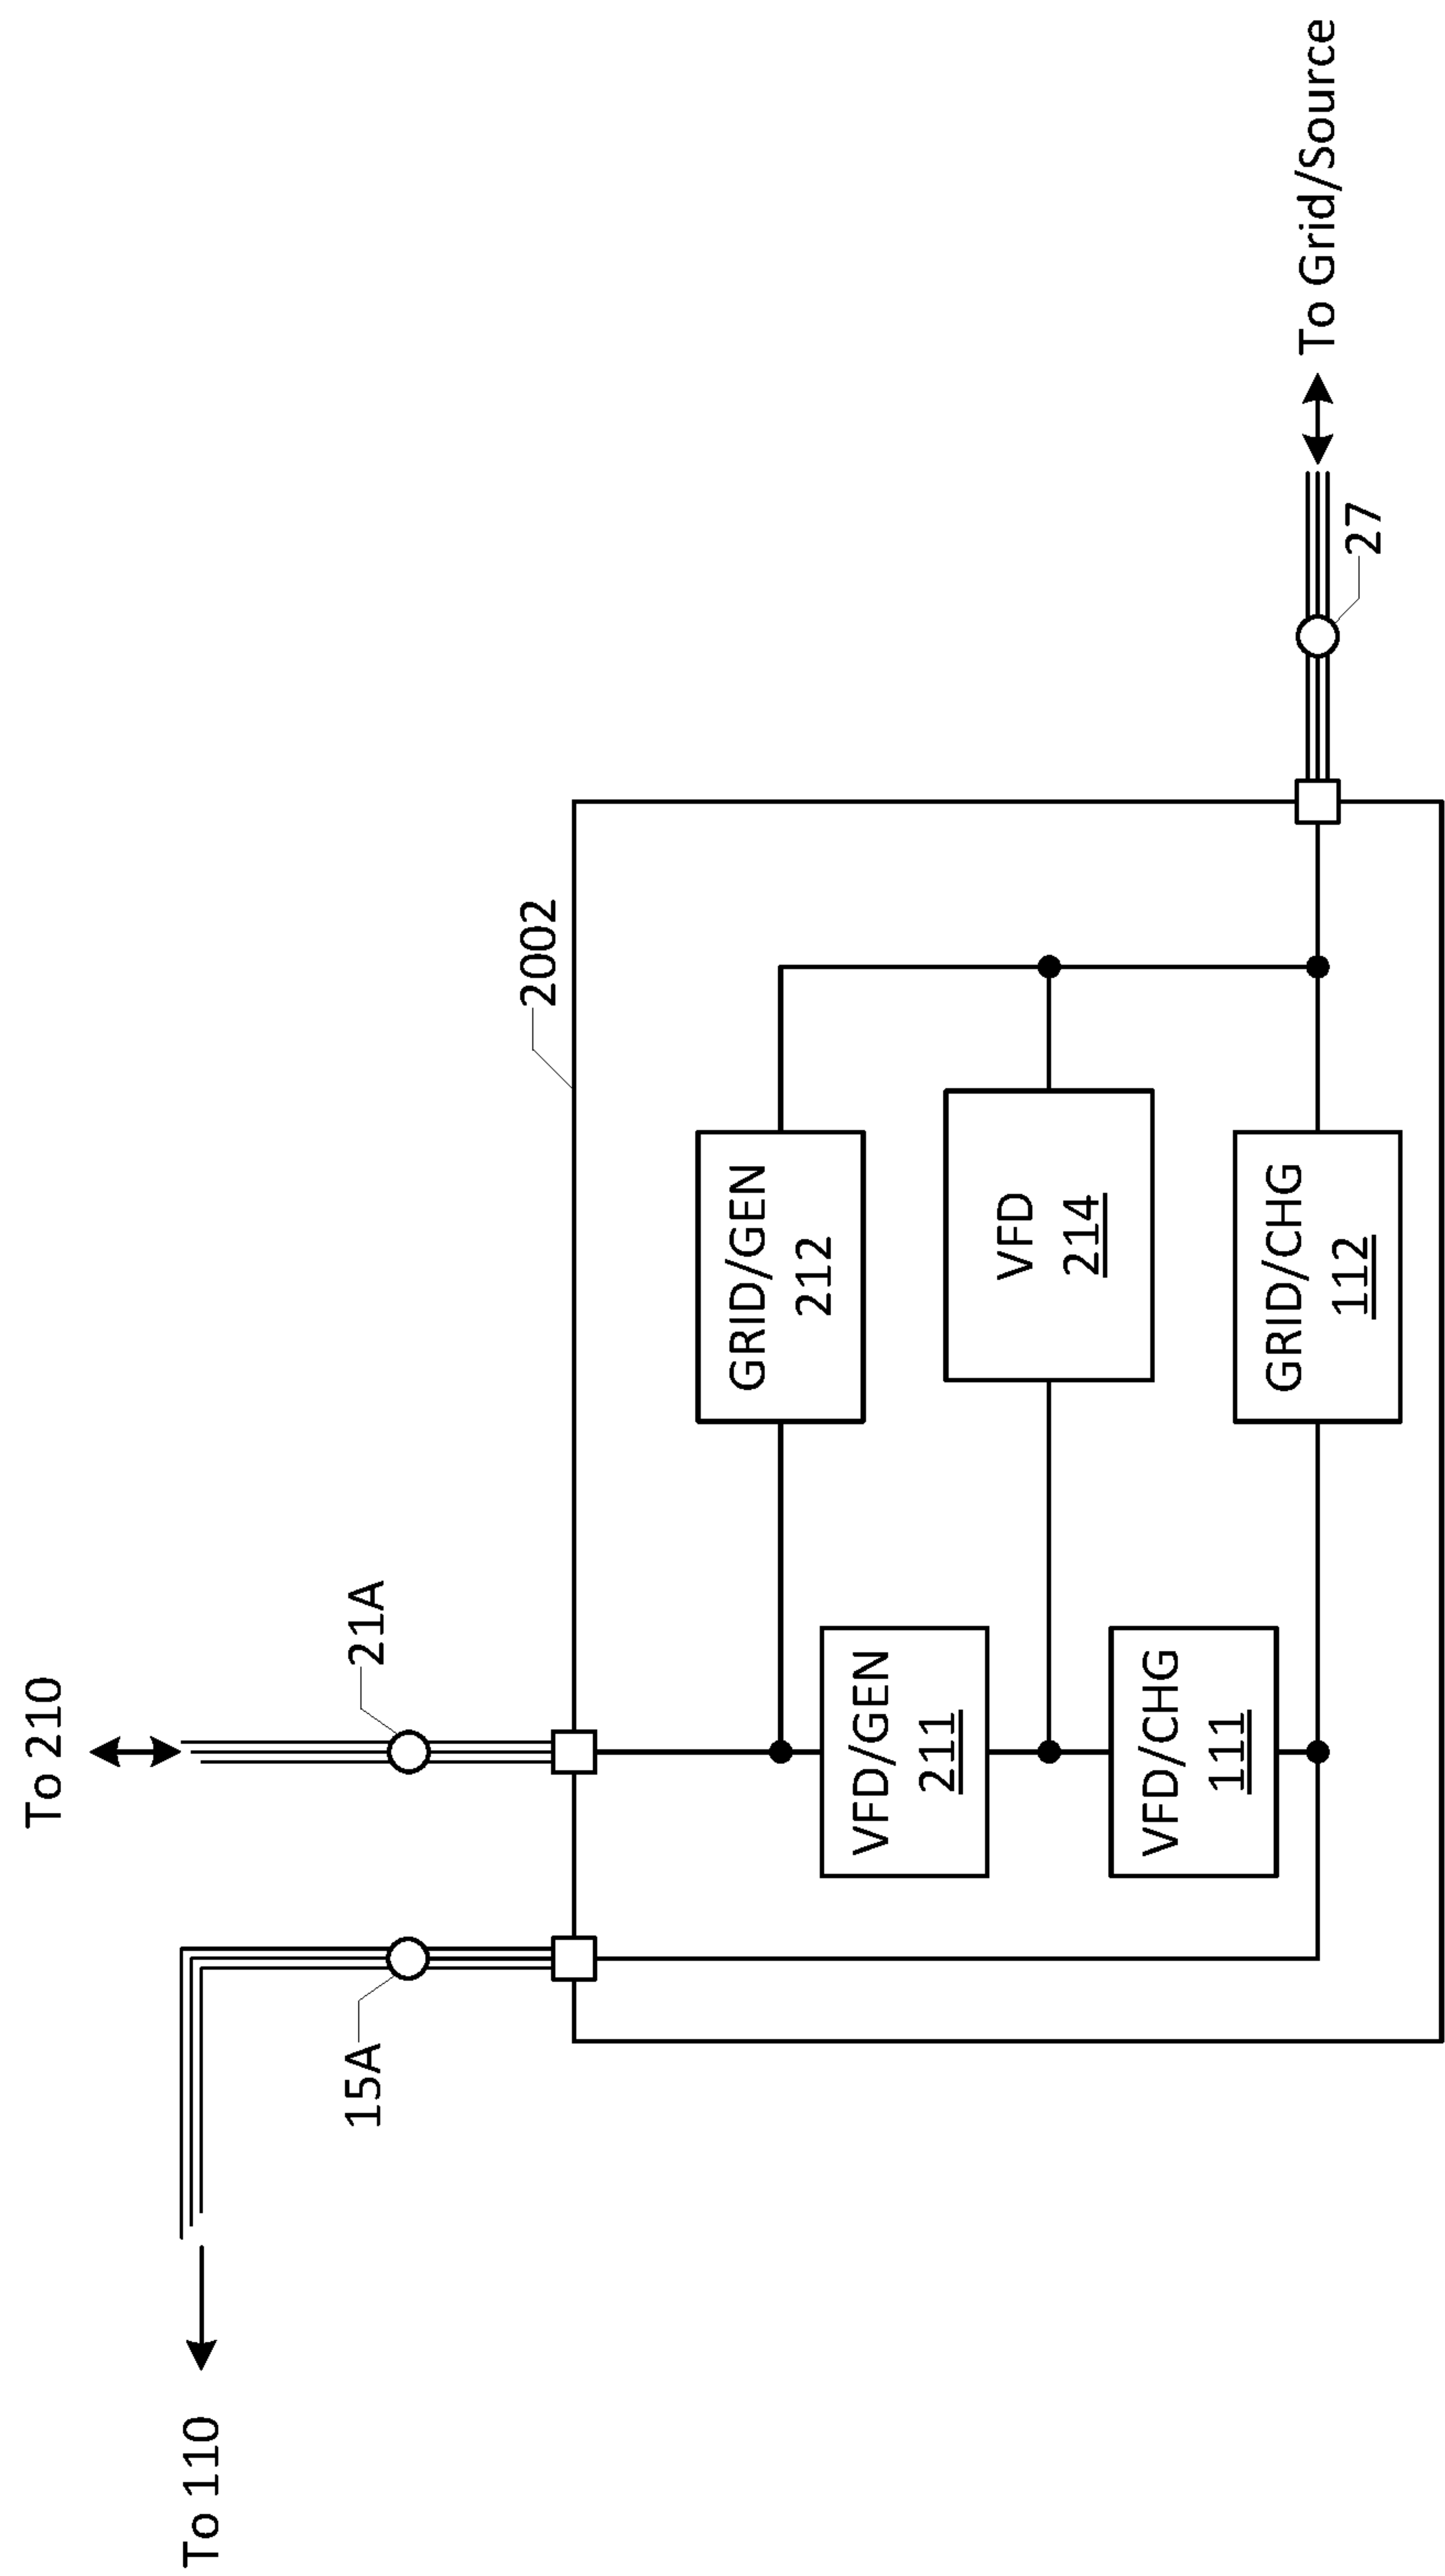 To 110
To 210
15A
21A
2002
GRID/GEN
212
VFD/GEN
211
VFD
214
VFD/CHG
111
GRID/CHG
112
27
To Grid/Source